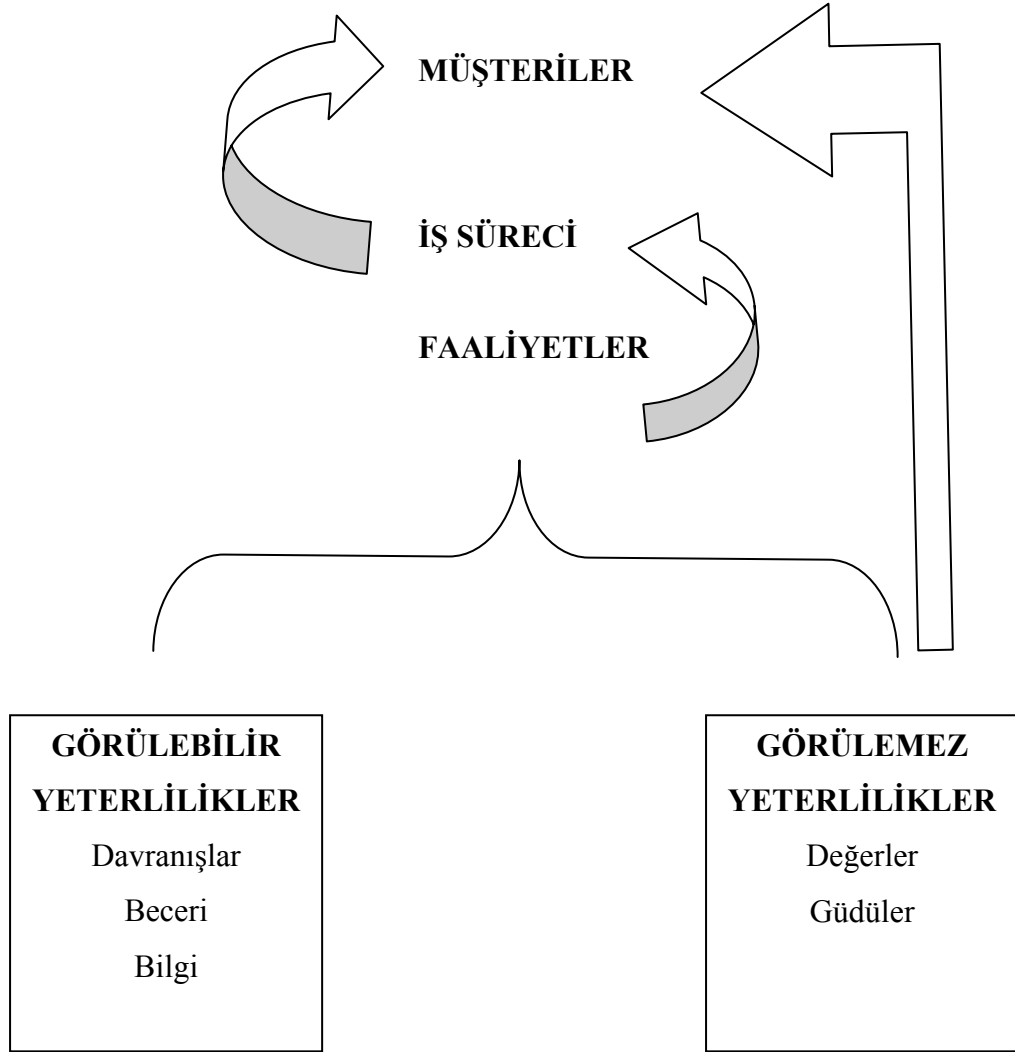 MÜŞTERİLER
İŞ SÜRECİ
FAALİYETLER
GÖRÜLEBİLİR
YETERLİLİKLER
Davranışlar
Beceri
Bilgi
GÖRÜLEMEZ
YETERLİLİKLER
Değerler
Güdüler